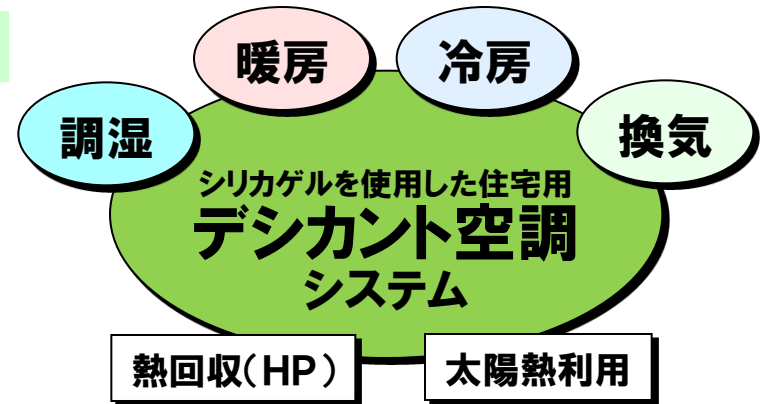 暖房
冷房
調湿
換気
シリカゲルを使用した住宅用
デシカント空調
システム
熱回収(HP)
太陽熱利用